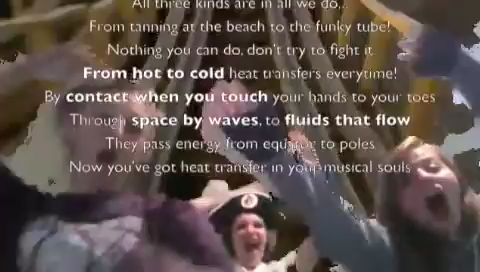 All three kinds are in all we do...
From tanning at the beach to the funky tube!
Nothing you can do, don't try to fight it
From hot to cold heat transfers everytime!
By contact when you touch your hands to your toes
Through space by waves, to fluids that flow
They pass energy from equator to poles
Now you've got heat transfer in your musical souls